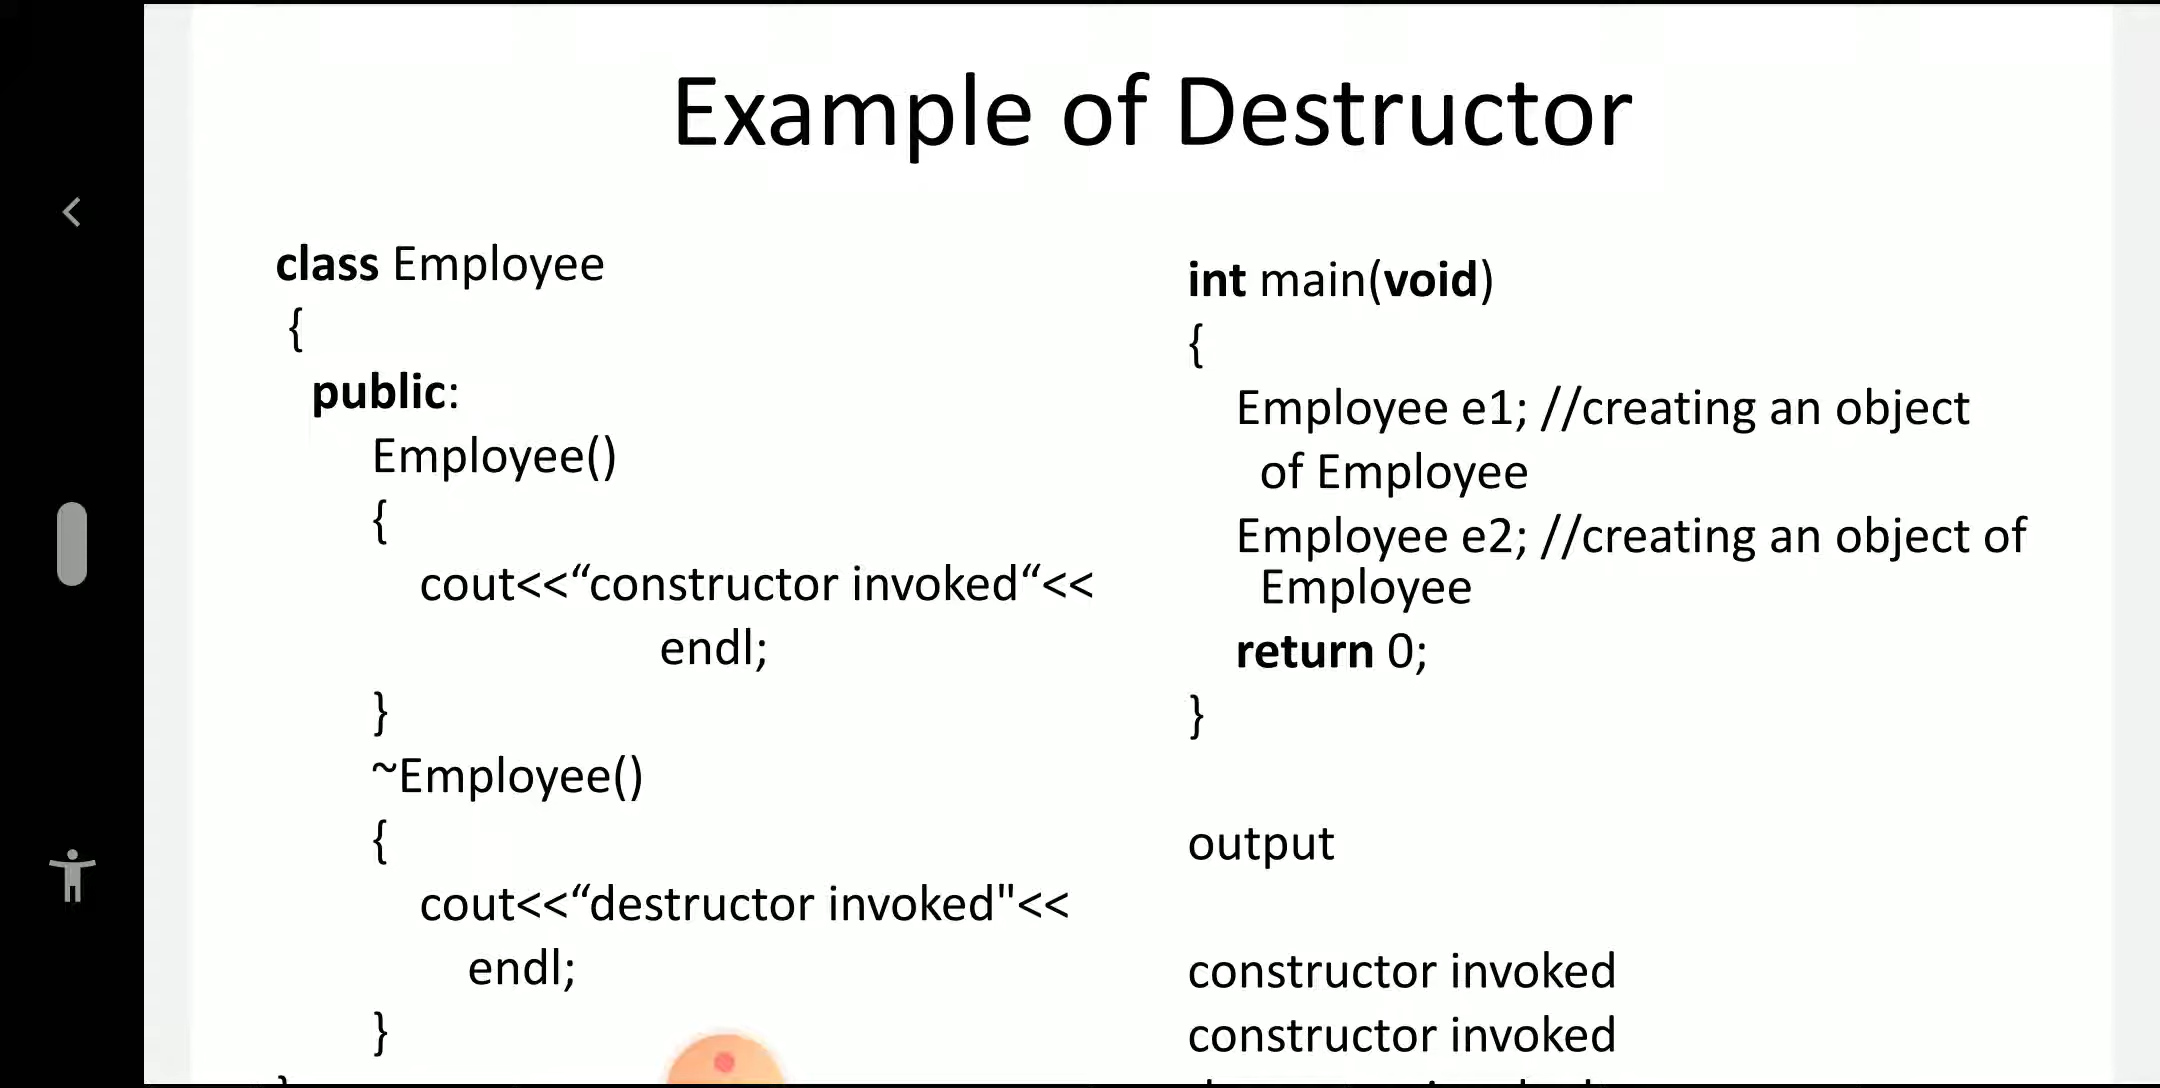 Example of Destructor
class Employee
{
public:
Employee()
{
cout<<“constructor invoked“<<
endl;
}
~Employee()
{
cout<<“destructor invoked"<<
endl;
}
int main(void)
{
Employee e1; //creating an object
of Employee
Employee e2; //creating an object of
Employee
return 0;
}
output
constructor invoked
constructor invoked